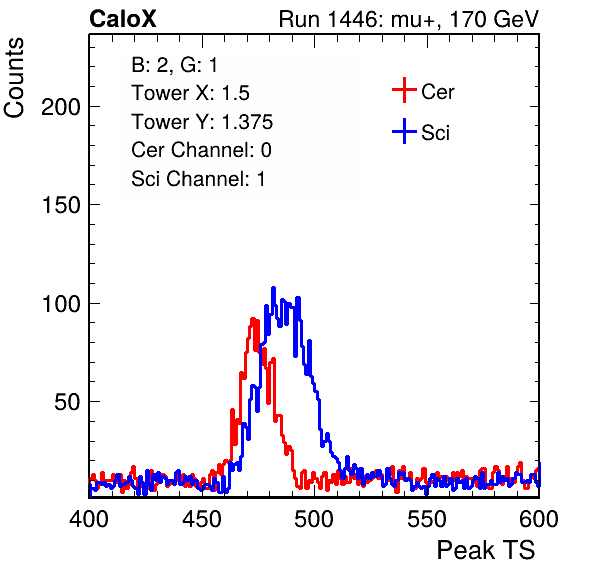 CaloX Run 1446: mu+, 170 GeV
Counts
B: 2, G: 1
Tower X: 1.5
Tower Y: 1.375
Cer Channel: 0
Sci Channel: 1
Cer
Sci
200
150
100
50
400 450 500 550 600
Peak TS